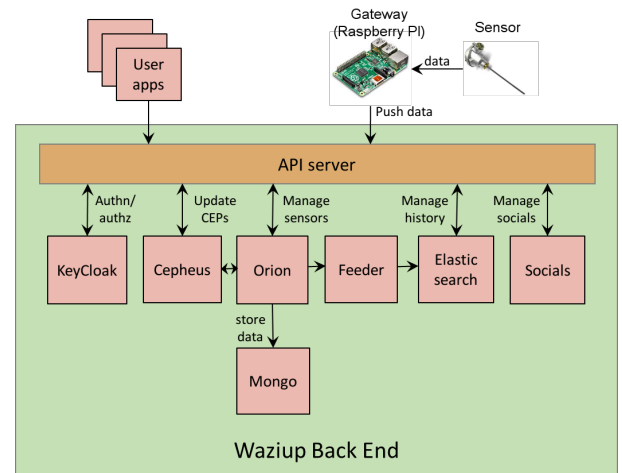 Gateway
(Raspberry PI)
Sensor
User
apps
data
Push data
API server
Authn/
authz
Update
CEPs
Manage
sensors
Manage
history
Manage
socials
KeyCloak
Cepheus
Orion
Feeder
Elastic
search
Socials
store
data
Mongo
Waziup Back End